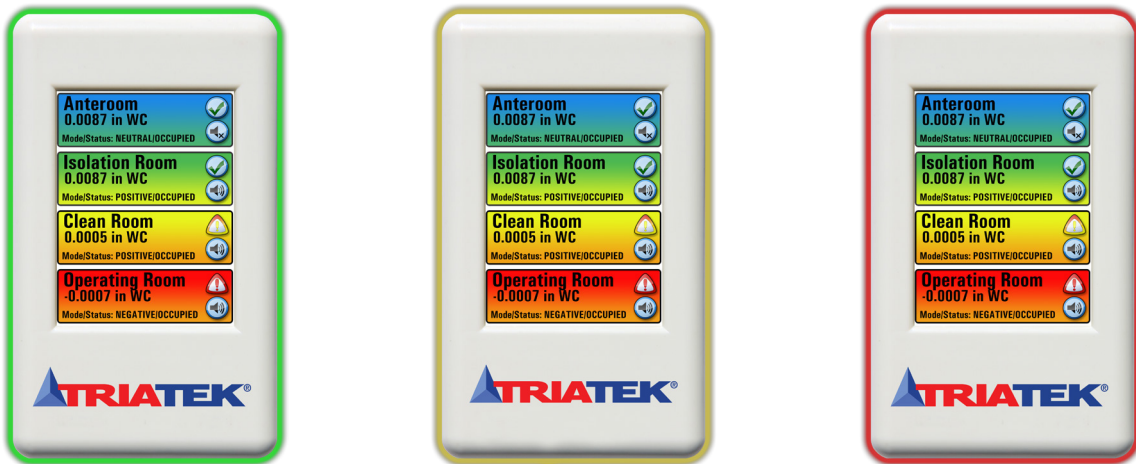 Anteroom
0.0087 in WC
Mode/Status: NEUTRAL/OCCUPIED
Isolation Room
0.0087 in WC
Mode/Status: POSITIVE/OCCUPIED
Clean Room
0.0005 in WC
Mode/Status: POSITIVE/OCCUPIED
Operating Room
-0.0007 in WC
Mode/Status: NEGATIVE/OCCUPIED
TRIATEK®
Anteroom
0.0087 in WC
Mode/Status: NEUTRAL/OCCUPIED
Isolation Room
0.0087 in WC
Mode/Status: POSITIVE/OCCUPIED
Clean Room
0.0005 in WC
Mode/Status: POSITIVE/OCCUPIED
Operating Room
-0.0007 in WC
Mode/Status: NEGATIVE/OCCUPIED
TRIATEK®
Anteroom
0.0087 in WC
Mode/Status: NEUTRAL/OCCUPIED
Isolation Room
0.0087 in WC
Mode/Status: POSITIVE/OCCUPIED
Clean Room
0.0005 in WC
Mode/Status: POSITIVE/OCCUPIED
Operating Room
-0.0007 in WC
Mode/Status: NEGATIVE/OCCUPIED
TRIATEK®